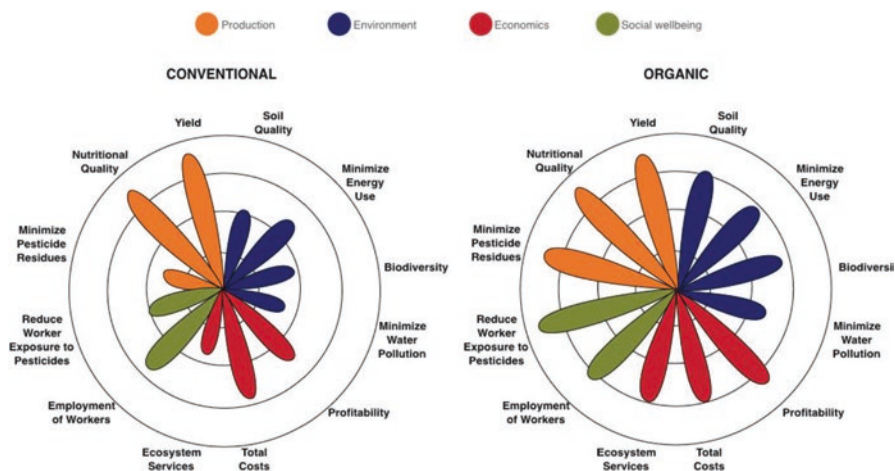 Production
Environment
Economics
Social wellbeing
CONVENTIONAL
Yield
Soil
Quality
Nutritional
Quality
Minimize
Energy
Use
Minimize
Pesticide
Residues
Biodiversity
Reduce
Worker
Exposure to
Pesticides
Minimize
Water
Pollution
Employment
of Workers
Profitability
Ecosystem
Services
Total
Costs
ORGANIC
Yield
Soil
Quality
Nutritional
Quality
Minimize
Energy
Use
Minimize
Pesticide
Residues
Biodiversi
Reduce
Worker
Exposure to
Pesticides
Minimize
Water
Pollution
Employment
of Workers
Profitability
Ecosystem
Services
Total
Costs